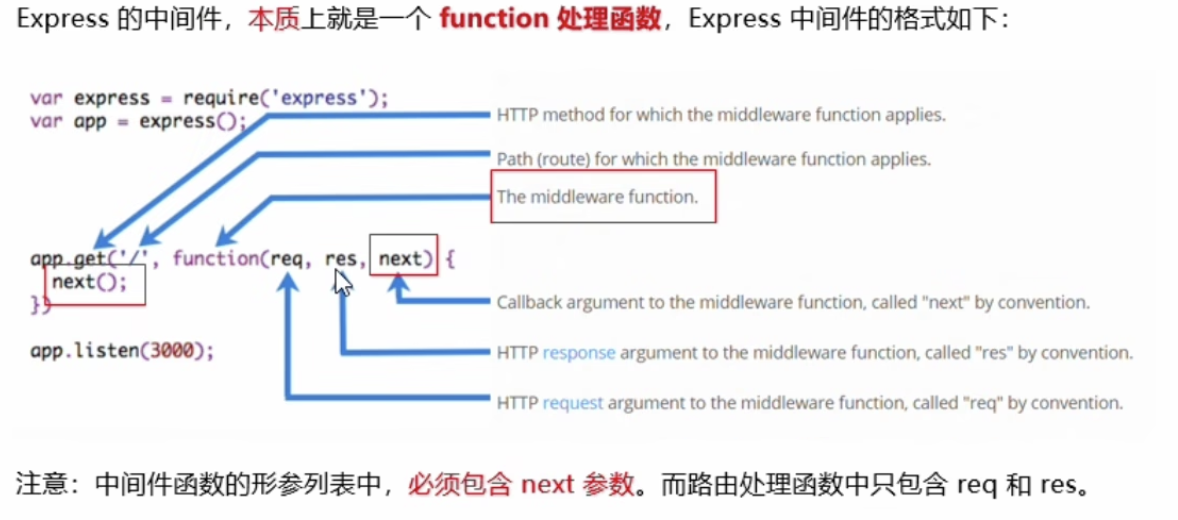 Express 的中间件，本质上就是一个 function 处理函数，Express 中间件的格式如下：
var express = require('express');
var app = express();
HTTP method for which the middleware function applies.
Path (route) for which the middleware function applies.
The middleware function.
app.get('/', function(req, res, next) {
next();
})
Callback argument to the middleware function, called "next" by convention.
app.listen(3000);
HTTP response argument to the middleware function, called "res" by convention.
HTTP request argument to the middleware function, called "req" by convention.
注意：中间件函数的形参列表中，必须包含 next 参数。而路由处理函数中只包含 req 和 res。